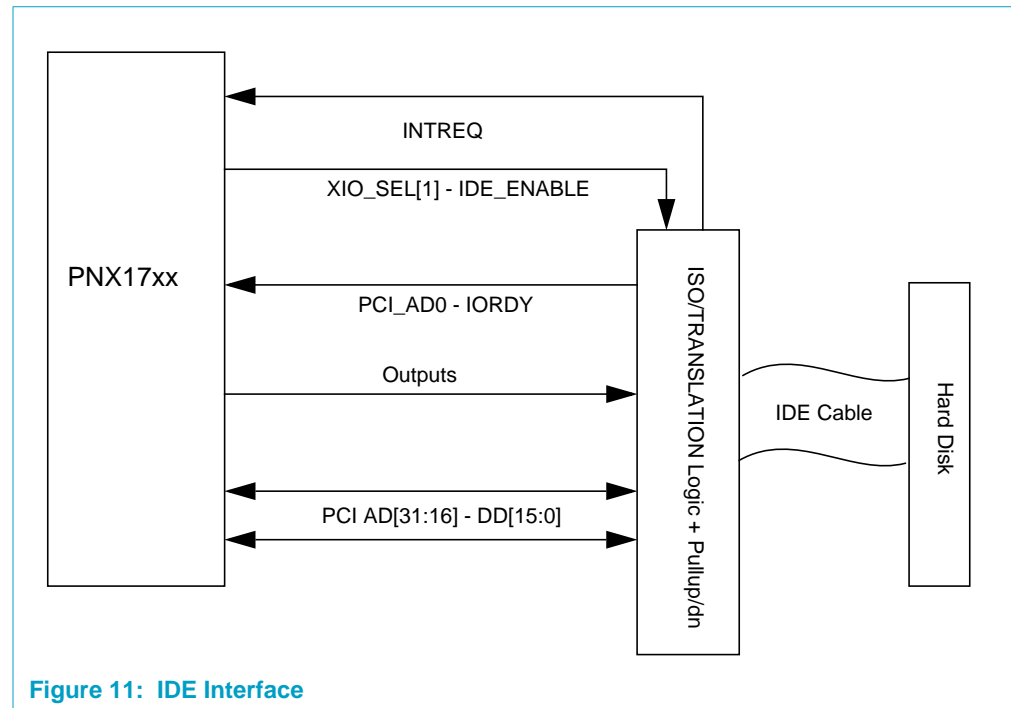 INTREQ
XIO_SEL[1] - IDE_ENABLE
PNX17xx
PCI_AD0 - IORDY
Outputs
PCI AD[31:16] - DD[15:0]
ISO/TRANSLATION Logic + Pullup/dn
IDE Cable
Hard Disk
Figure 11: IDE Interface